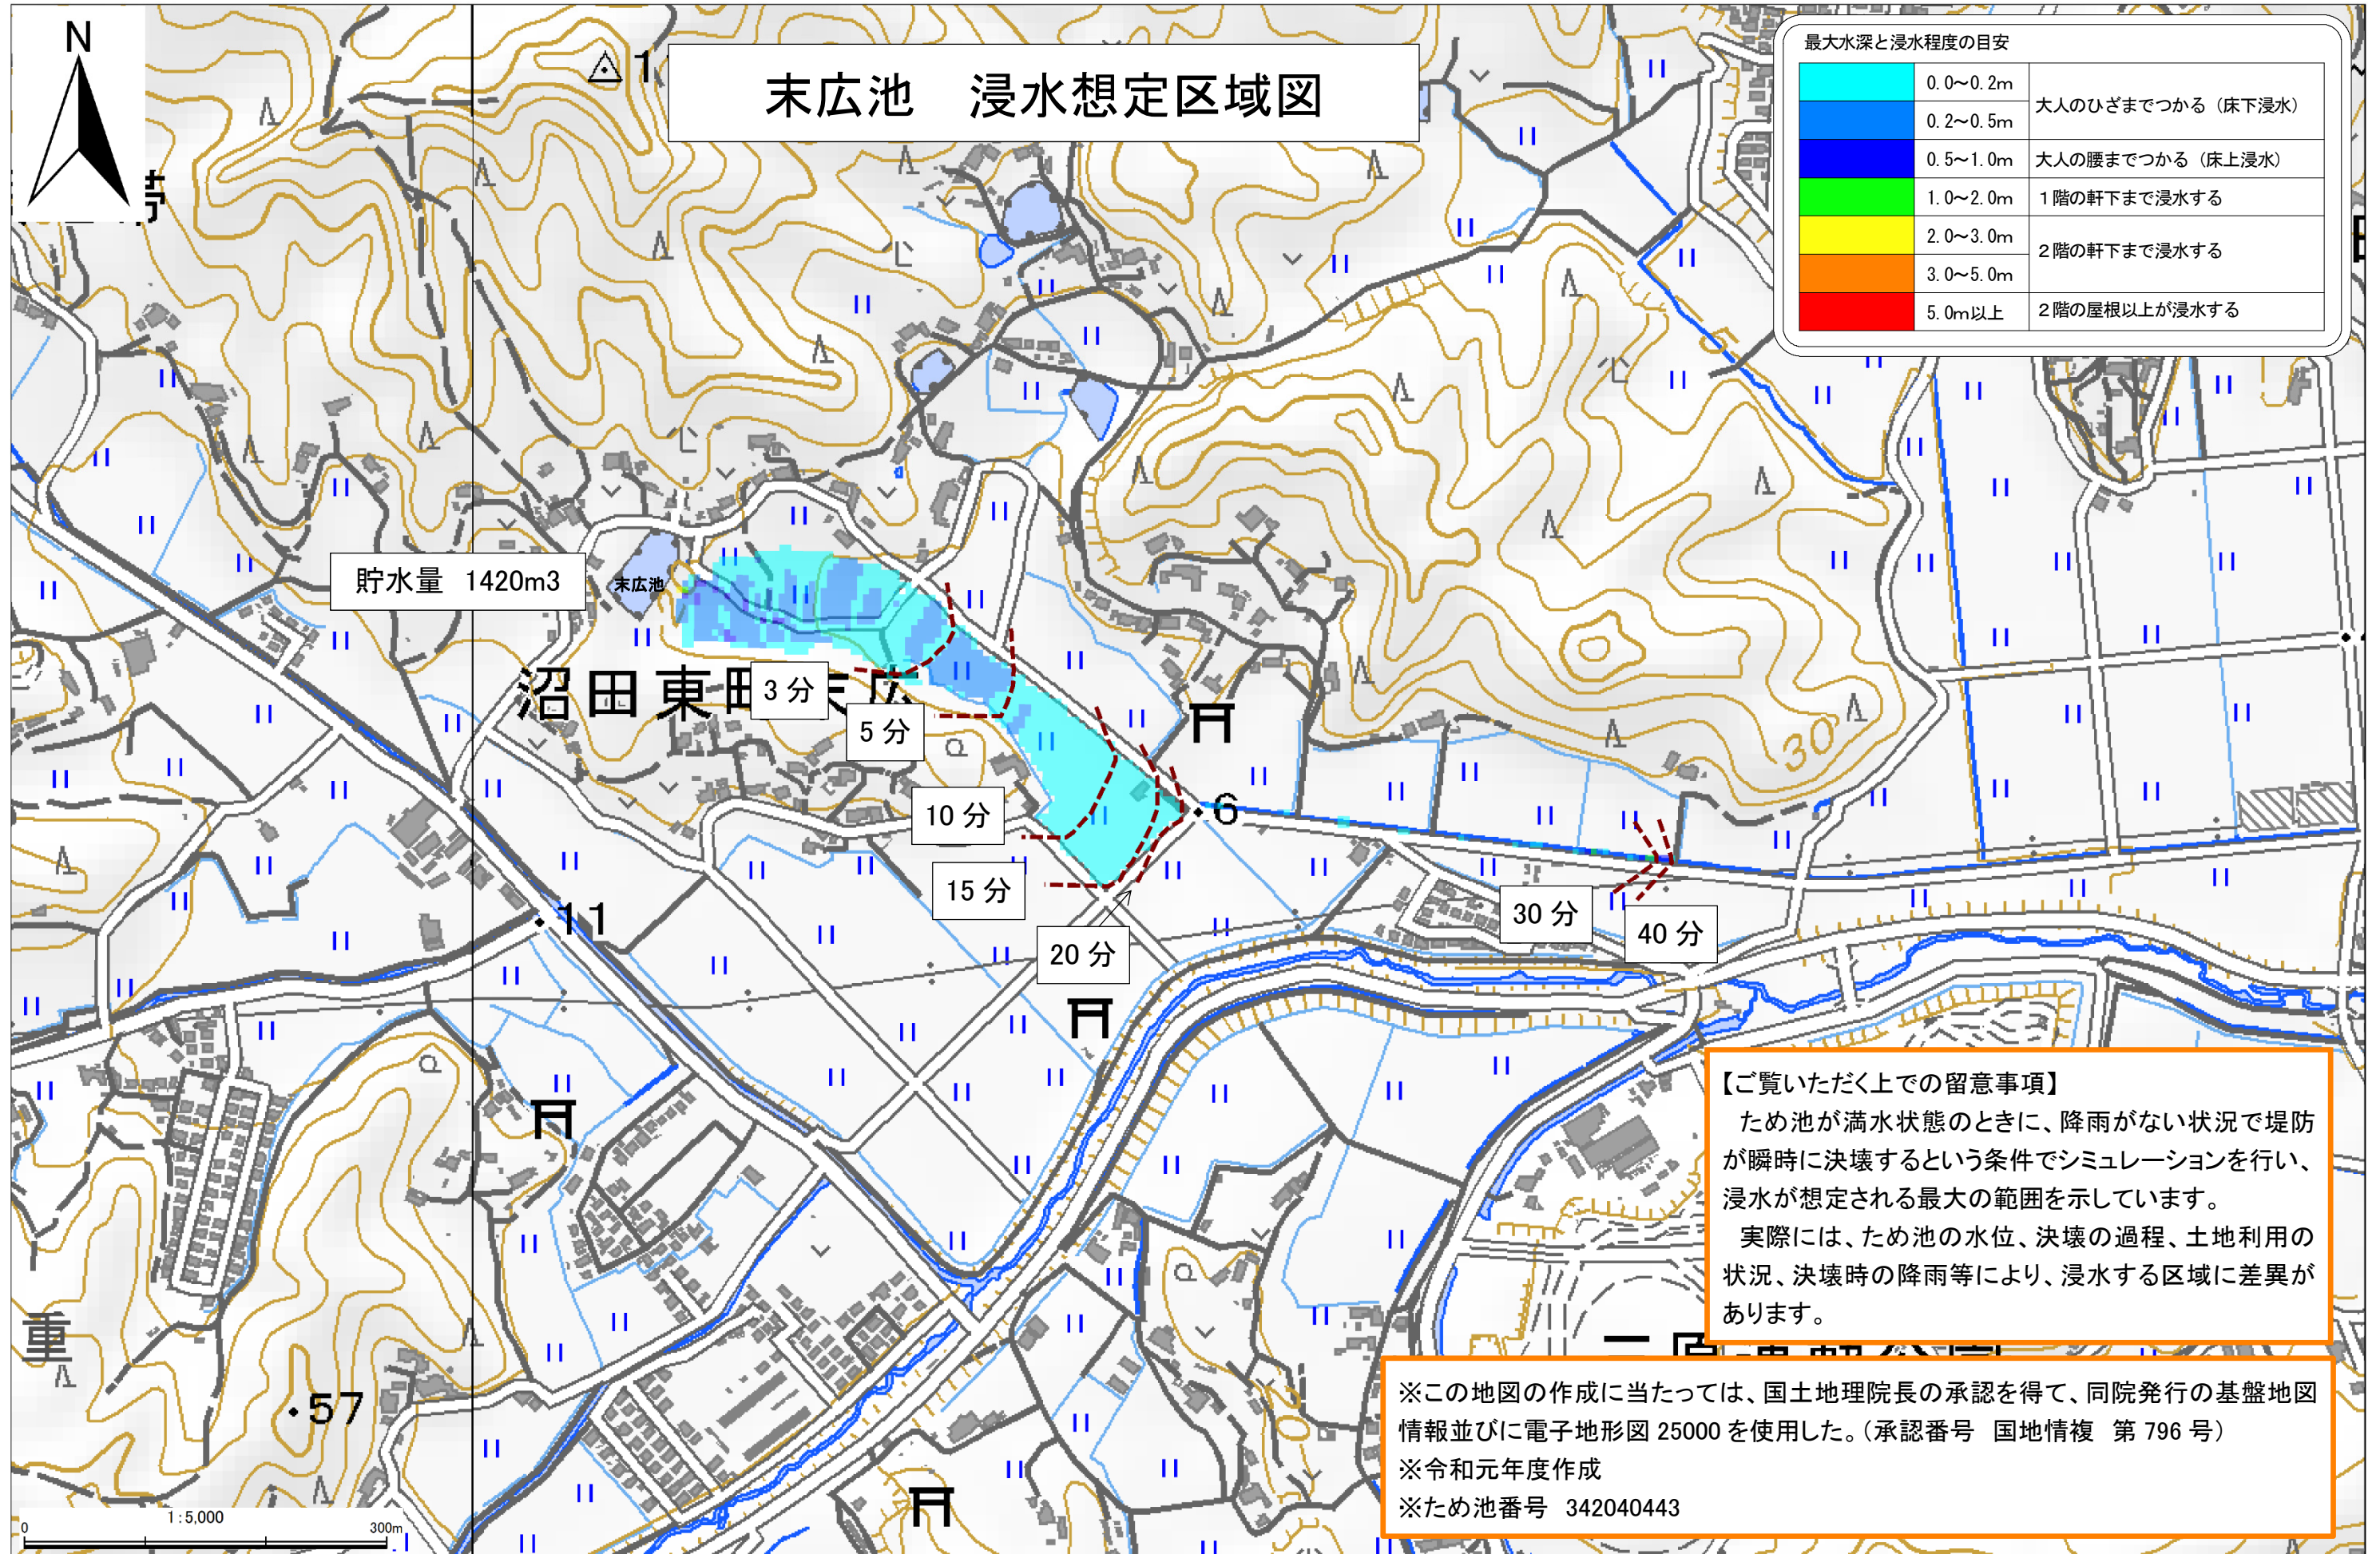 N
末広池　浸水想定区域図
最大水深と浸水程度の目安
0.0～0.2m
大人のひざまでつかる（床下浸水）
0.2～0.5m
0.5～1.0m
大人の腰までつかる（床上浸水）
1.0～2.0m
１階の軒下まで浸水する
2.0～3.0m
２階の軒下まで浸水する
3.0～5.0m
5.0m以上
２階の屋根以上が浸水する
貯水量　1420m3
末広池
沼田東町末広
3 分
5 分
10 分
15 分
20 分
30 分
40 分
6
11
30
5
57
20
重
【ご覧いただく上での留意事項】
ため池が満水状態のときに、降雨がない状況で堤防
が瞬時に決壊するという条件でシミュレーションを行い、
浸水が想定される最大の範囲を示しています。
実際には、ため池の水位、決壊の過程、土地利用の
状況、決壊時の降雨等により、浸水する区域に差異が
あります。
※この地図の作成に当たっては、国土地理院長の承認を得て、同院発行の基盤地図
情報並びに電子地形図 25000 を使用した。（承認番号　国地情複　第 796 号）
※令和元年度作成
※ため池番号　342040443
1：5,000
0
300m